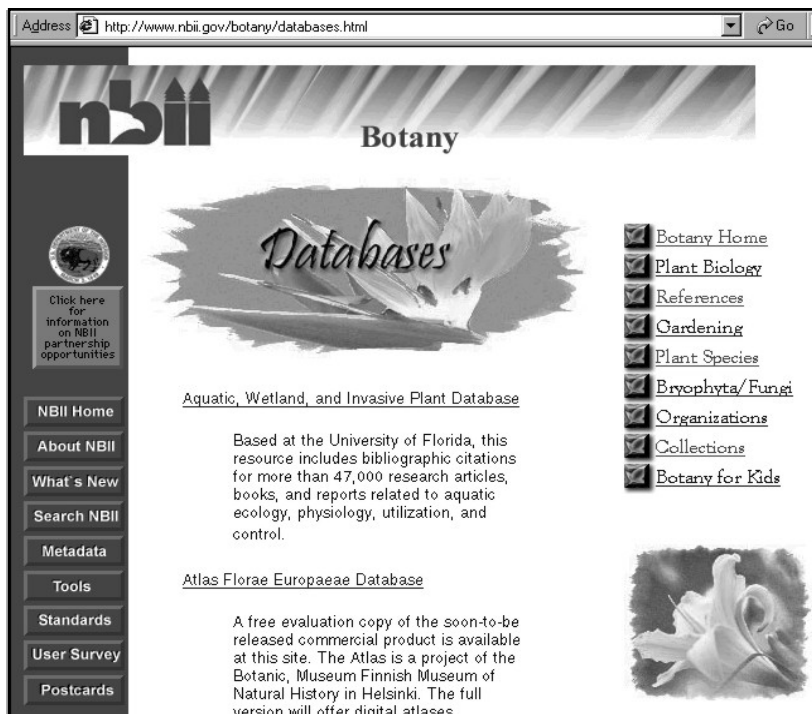 Address http://www.nbii.gov/botany/databases.html Go
nbii
Botany
Databases
Click here
for
information
on NBII
partnership
opportunities
NBII Home
About NBII
What's New
Search NBII
Metadata
Tools
Standards
User Survey
Postcards
Aquatic, Wetland, and Invasive Plant Database
Based at the University of Florida, this
resource includes bibliographic citations
for more than 47,000 research articles,
books, and reports related to aquatic
ecology, physiology, utilization, and
control.
Atlas Florae Europaeae Database
A free evaluation copy of the soon-to-be
released commercial product is available
at this site. The Atlas is a project of the
Botanic, Museum Finnish Museum of
Natural History in Helsinki. The full
version will offer digital atlases
Botany Home
Plant Biology
References
Gardening
Plant Species
Bryophyta/Fungi
Organizations
Collections
Botany for Kids